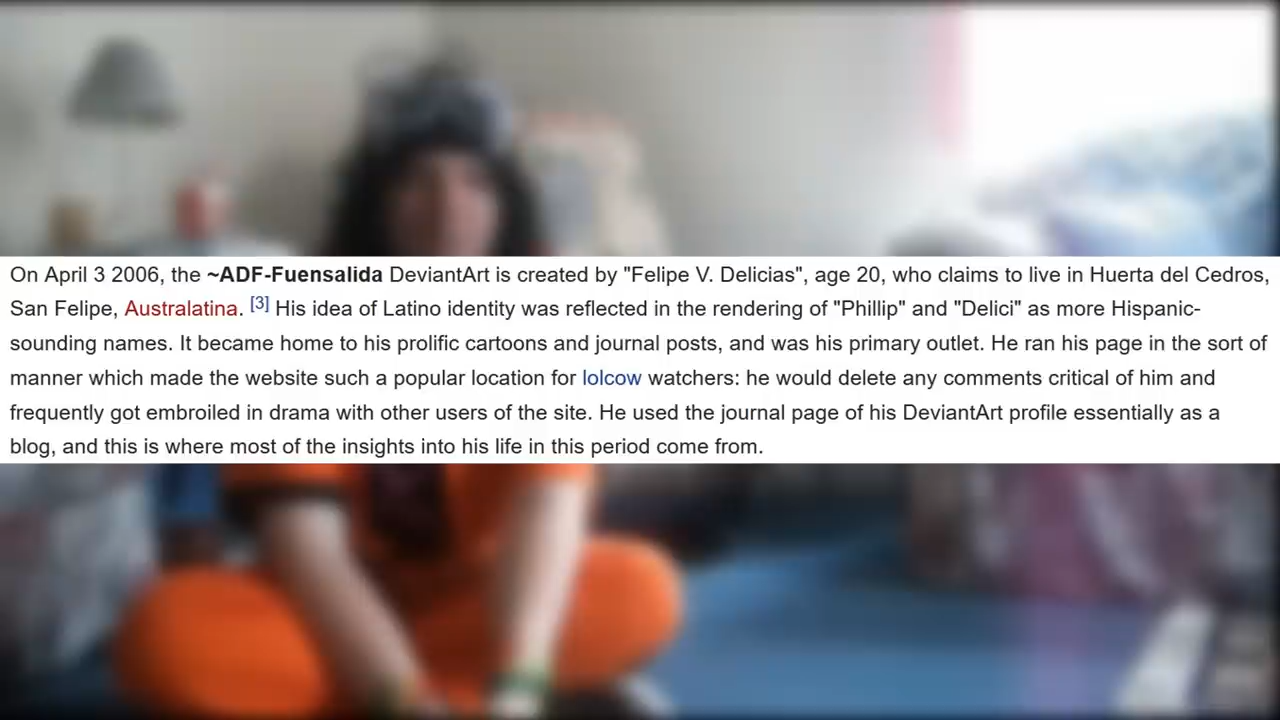 On April 3 2006, the ~ADF-Fuensalida DeviantArt is created by "Felipe V. Delicias", age 20, who claims to live in Huerta del Cedros,
San Felipe, Australatina. [3] His idea of Latino identity was reflected in the rendering of "Phillip" and "Delici" as more Hispanic-
sounding names. It became home to his prolific cartoons and journal posts, and was his primary outlet. He ran his page in the sort of
manner which made the website such a popular location for lolcow watchers: he would delete any comments critical of him and
frequently got embroiled in drama with other users of the site. He used the journal page of his DeviantArt profile essentially as a
blog, and this is where most of the insights into his life in this period come from.